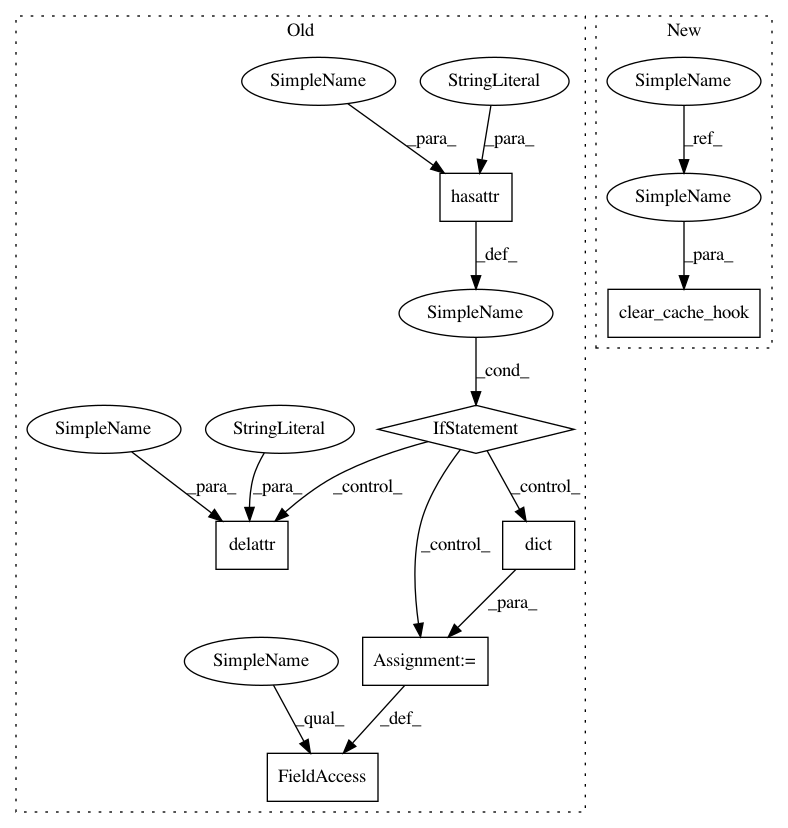 Old
New
SimpleName
StringLiteral
SimpleName
_para_
_para_
_ref_
hasattr
SimpleName
_def_
_para_
SimpleName
clear_cache_hook
_cond_
SimpleName
StringLiteral
IfStatement
_para_
_para_
_control_
_control_
delattr
_control_
dict
_para_
SimpleName
Assignment:=
_qual_
_def_
FieldAccess